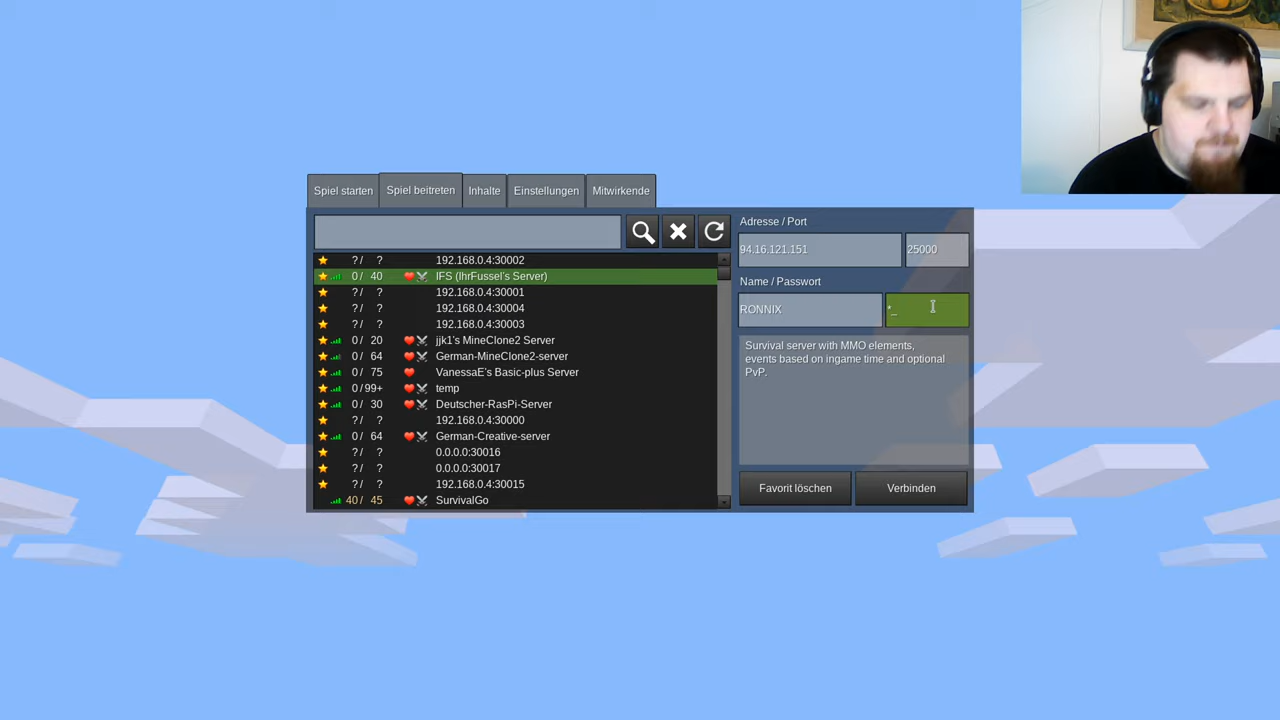 Spiel starten Spiel beitreten Inhalte Einstellungen Mitwirkende
Adresse / Port
94.16.121.151 25000
Name / Passwort
RONNIX *_
Survival server with MMO elements,
events based on ingame time and optional
PvP.
Favorit löschen Verbinden
? / ? 192.168.0.4:30002
0 / 40 IFS (IhrFussel's Server)
? / ? 192.168.0.4:30001
? / ? 192.168.0.4:30004
? / ? 192.168.0.4:30003
0 / 20 jjk1's MineClone2 Server
0 / 64 German-MineClone2-server
0 / 75 VanessaE's Basic-plus Server
0 / 99+ temp
0 / 30 Deutscher-RasPi-Server
? / ? 192.168.0.4:30000
0 / 64 German-Creative-server
? / ? 0.0.0.0:30016
? / ? 0.0.0.0:30017
? / ? 192.168.0.4:30015
40 / 45 SurvivalGo